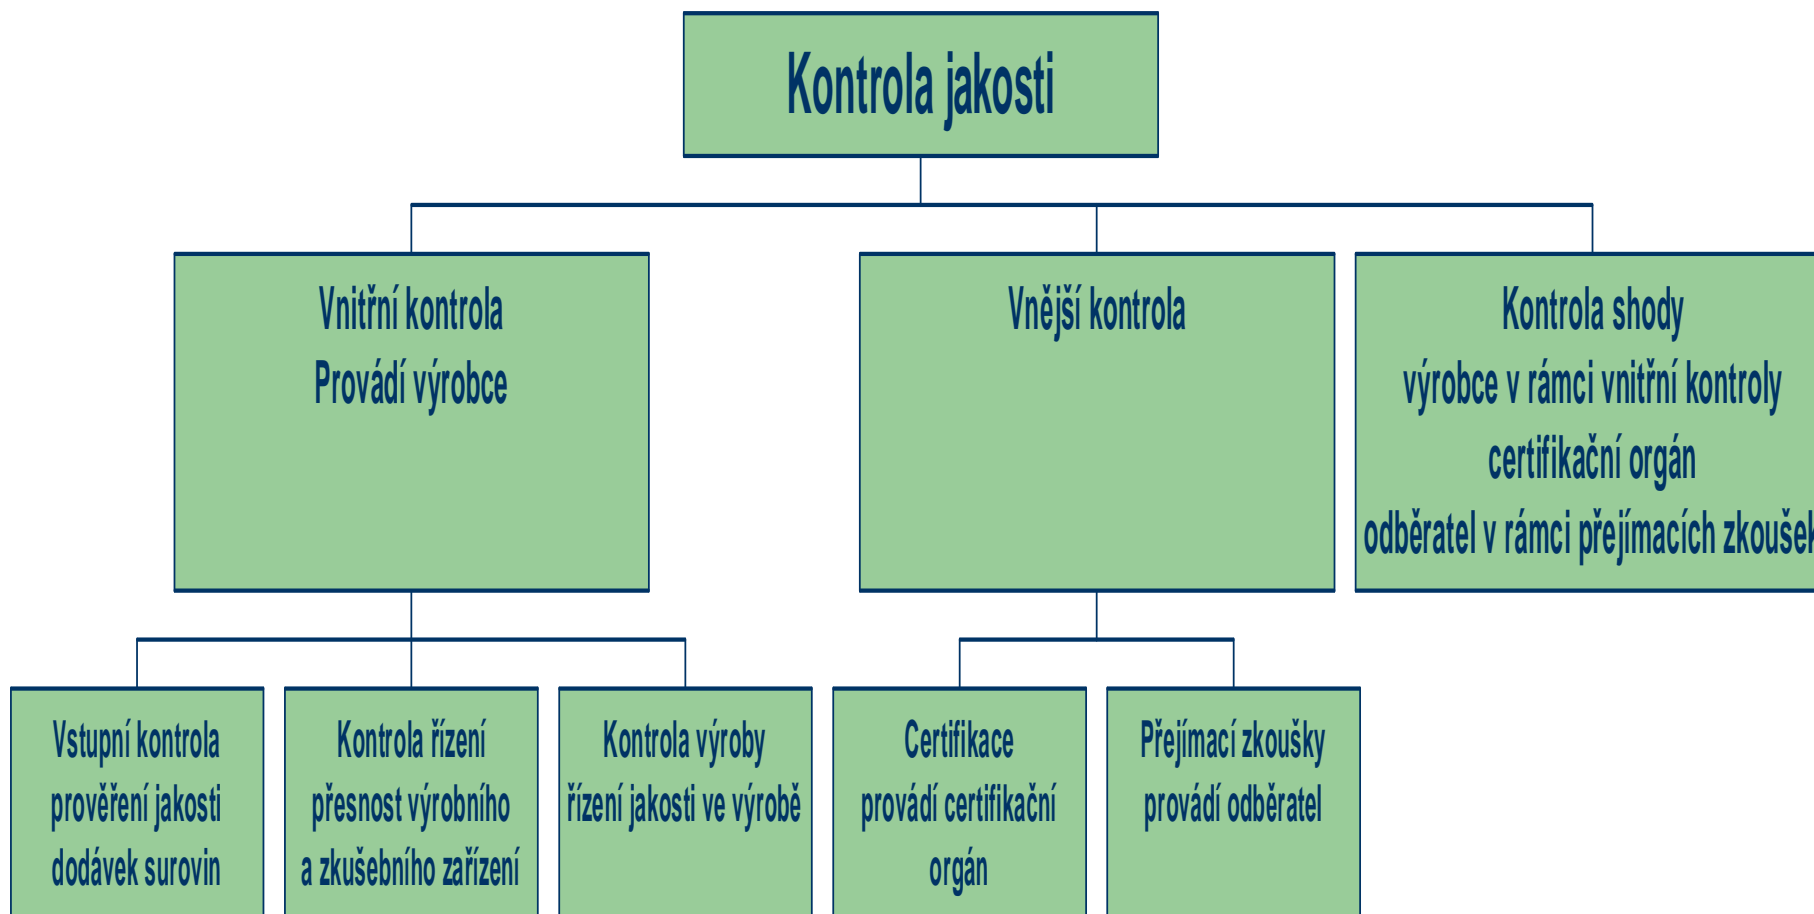 Kontrola jakosti
Vnitřní kontrola
Provádí výrobce
Vnější kontrola
Kontrola shody
výrobce v rámci vnitřní kontroly
certifikační orgán
odběratel v rámci přejímacích zkoušek
Vstupní kontrola
prověření jakosti
dodávek surovin
Kontrola řízení
přesnost výrobního
a zkušebního zařízení
Kontrola výroby
řízení jakosti ve výrobě
Certifikace
provádí certifikační
orgán
Přejímací zkoušky
provádí odběratel